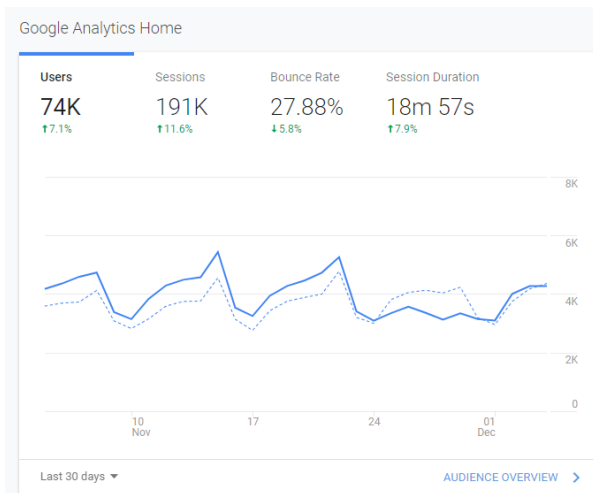 Google Analytics Home
Users Sessions Bounce Rate Session Duration
74K 191K 27.88% 18m 57s
↑7.1% ↑11.6% ↓5.8% ↑7.9%
8K
6K
4K
2K
0
10 17 24 01
Nov Dec
Last 30 days AUDIENCE OVERVIEW